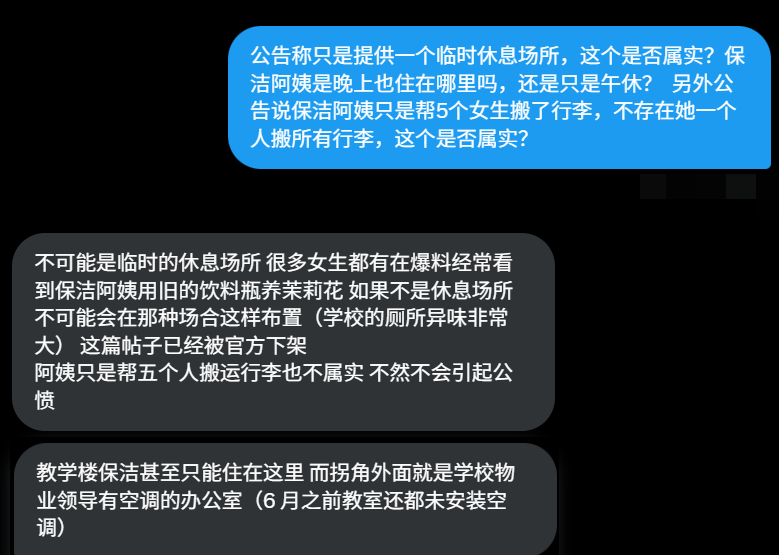 公告称只是提供一个临时休息场所，这个是否属实？保
洁阿姨是晚上也住在哪里吗，还是只是午休？ 另外公
告说保洁阿姨只是帮5个女生搬了行李，不存在她一个
人搬所有行李，这个是否属实？
不可能是临时的休息场所 很多女生都有在爆料经常看
到保洁阿姨用旧的饮料瓶养茉莉花 如果不是休息场所
不可能会在那种场合这样布置（学校的厕所异味非常
大） 这篇帖子已经被官方下架
阿姨只是帮五个人搬运行李也不属实 不然不会引起公
愤
教学楼保洁甚至只能住在这里 而拐角外面就是学校物
业领导有空调的办公室（6 月之前教室还都未安装空
调）